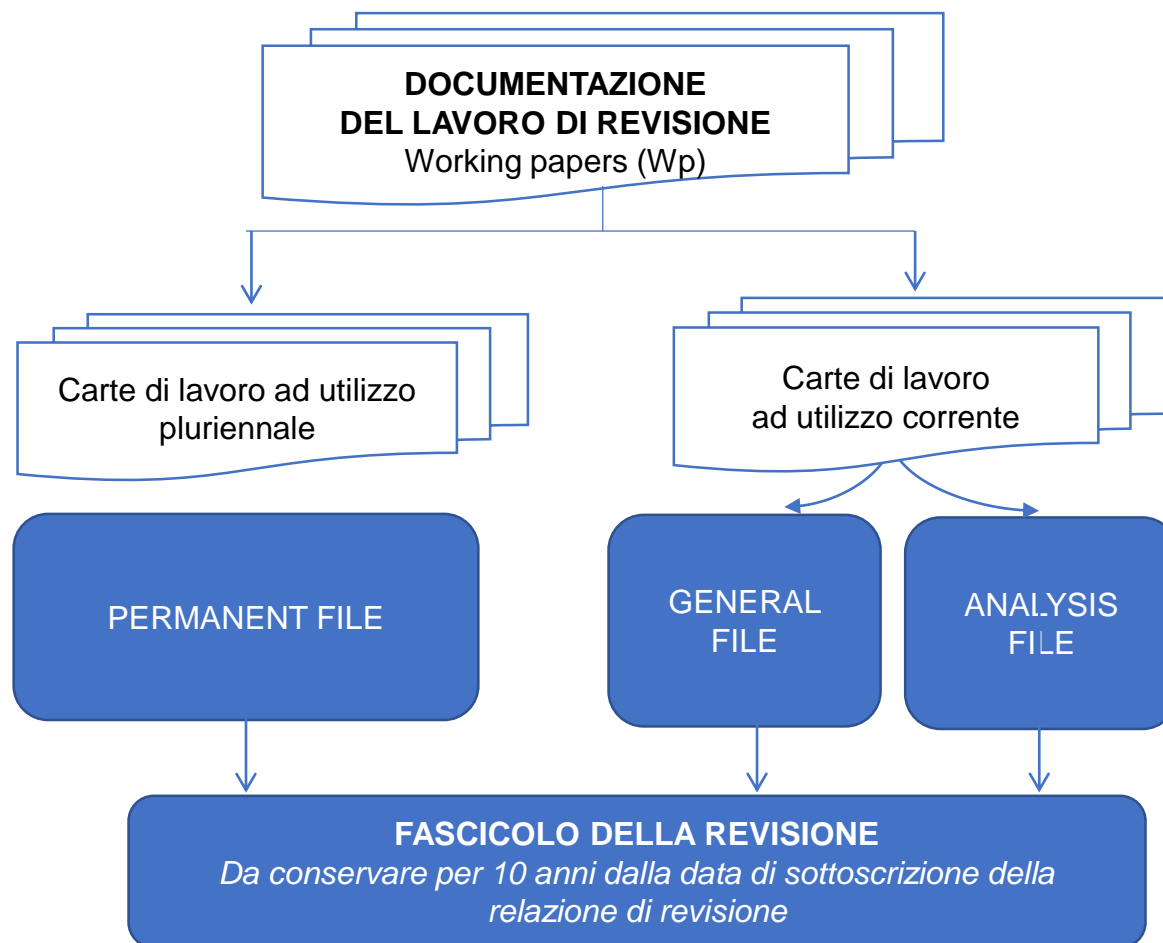 DOCUMENTAZIONE
DEL LAVORO DI REVISIONE
Working papers (Wp)
Carte di lavoro ad utilizzo
pluriennale
Carte di lavoro
ad utilizzo corrente
PERMANENT FILE
GENERAL
FILE
ANALYSIS
FILE
FASCICOLO DELLA REVISIONE
Da conservare per 10 anni dalla data di sottoscrizione della
relazione di revisione